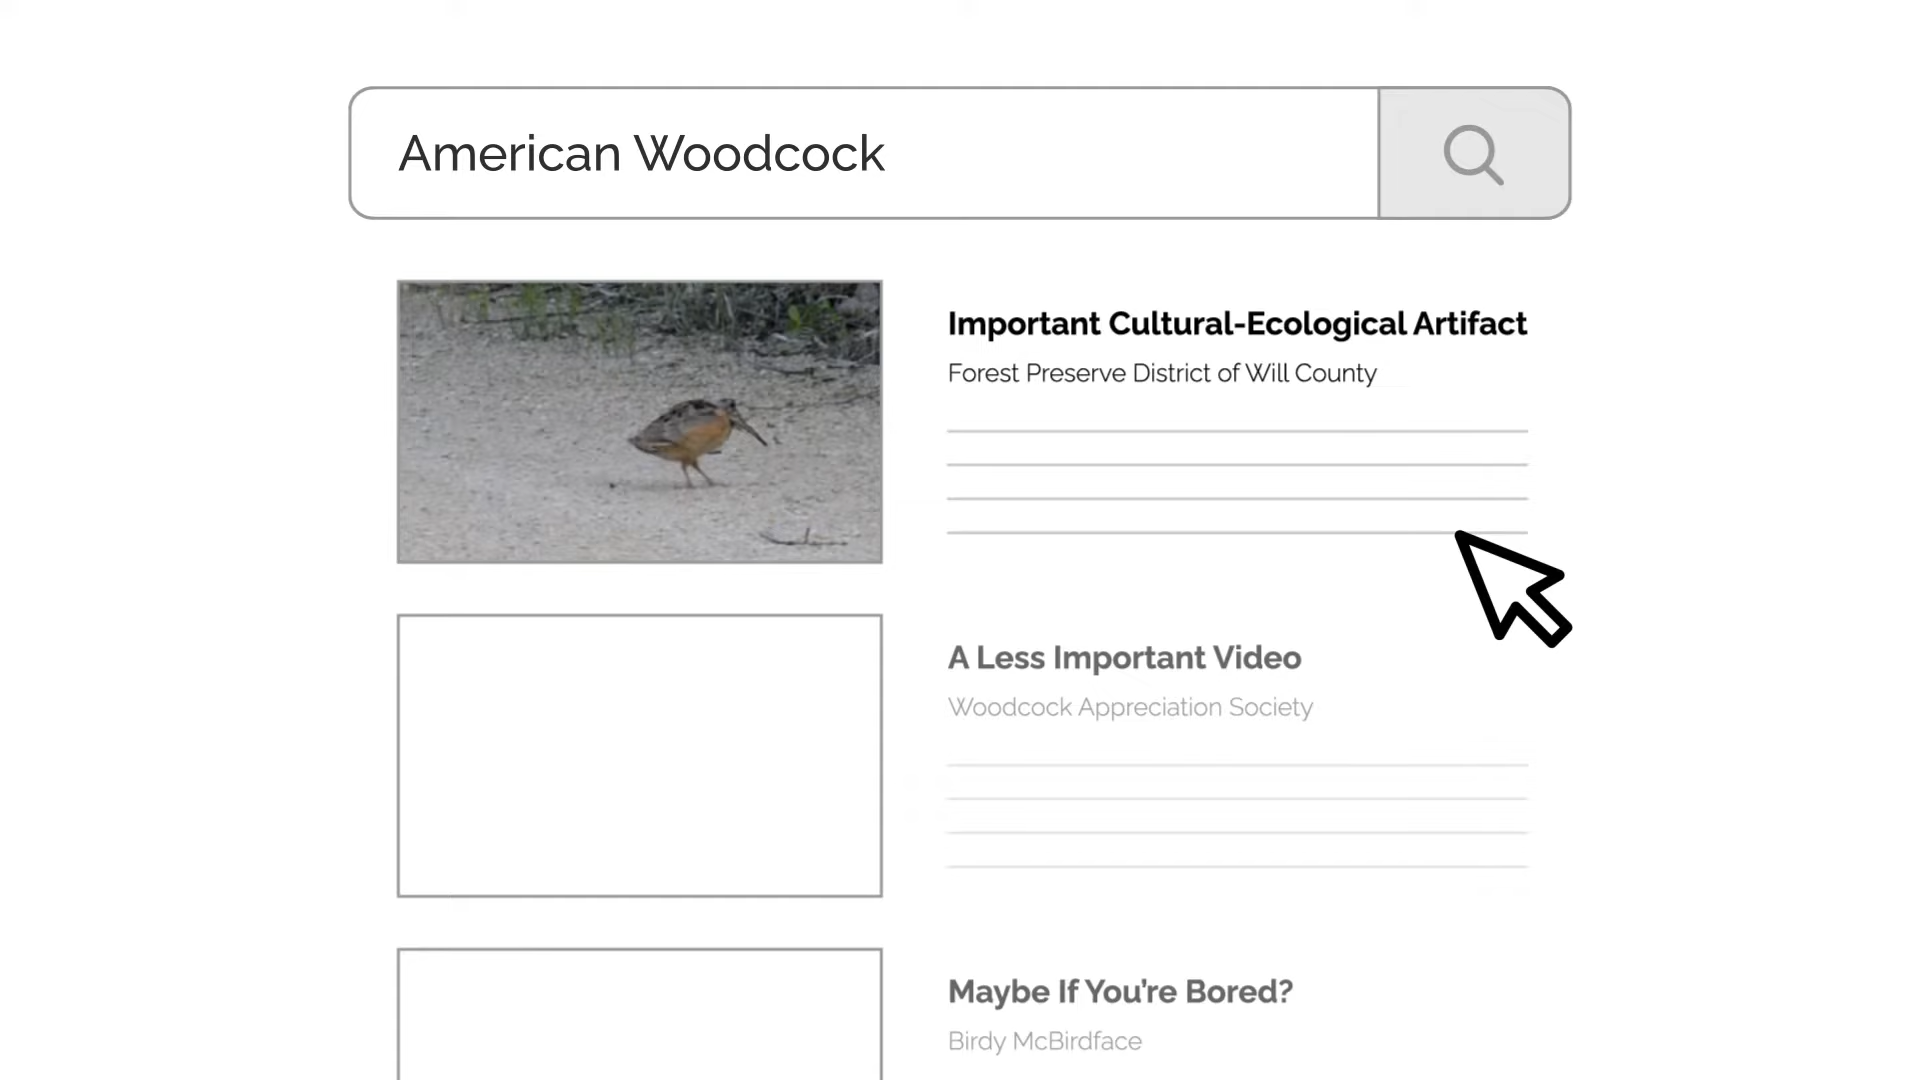 American Woodcock
Important Cultural-Ecological Artifact
Forest Preserve District of Will County
A Less Important Video
Woodcock Appreciation Society
Maybe If You're Bored?
Birdy McBirdface